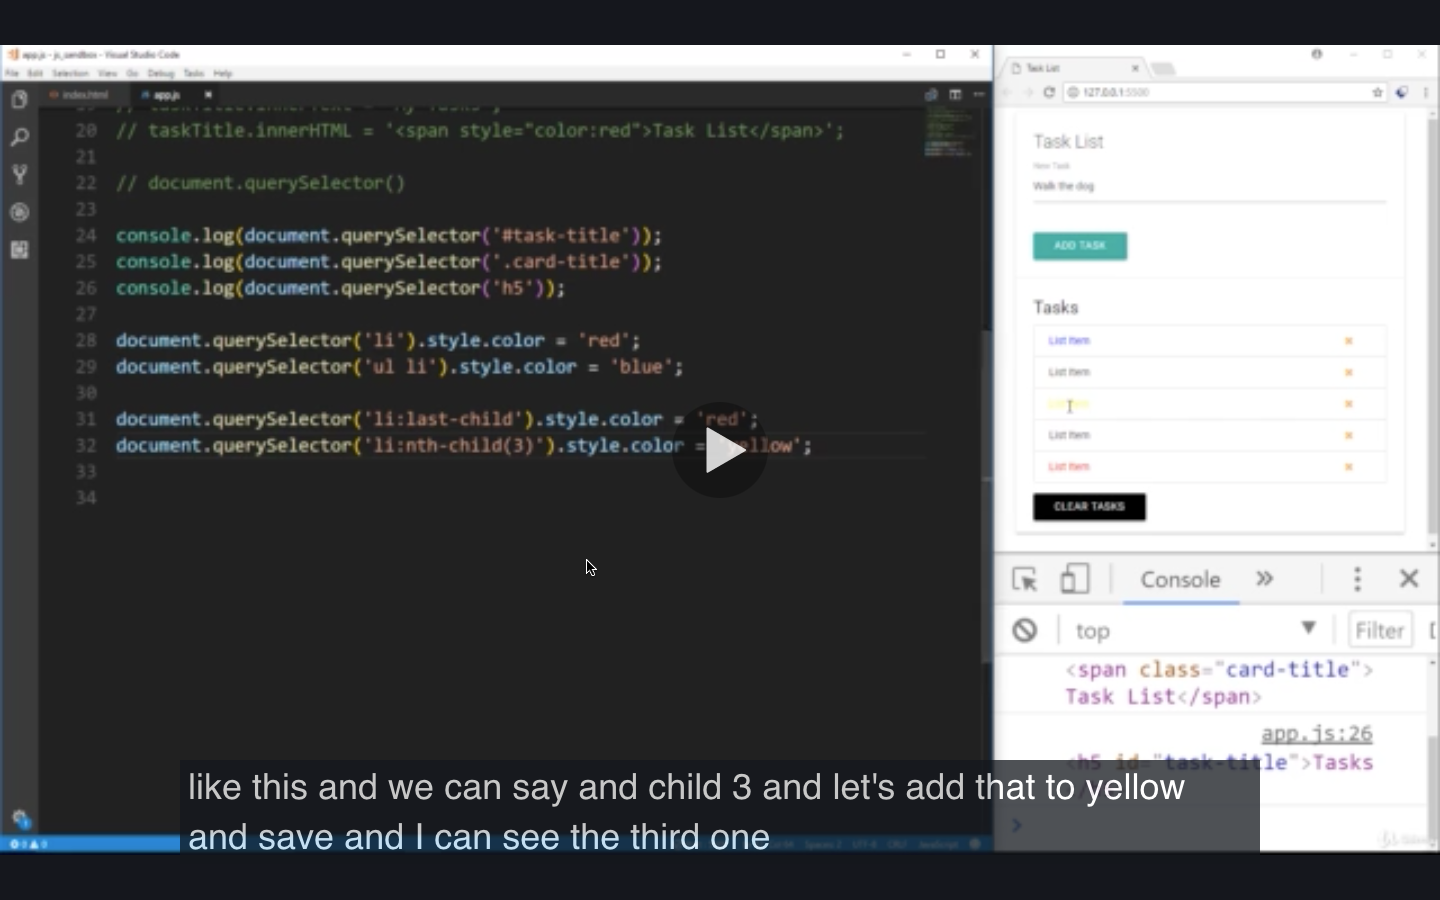 app.js - js_sandbox - Visual Studio Code
File Edit Selection View Go Debug Tasks Help
index.html app.js
20 // taskTitle.innerHTML = '<span style="color:red">Task List</span>';
21
22 // document.querySelector()
23
24 console.log(document.querySelector('#task-title'));
25 console.log(document.querySelector('.card-title'));
26 console.log(document.querySelector('h5'));
27
28 document.querySelector('li').style.color = 'red';
29 document.querySelector('ul li').style.color = 'blue';
30
31 document.querySelector('li:last-child').style.color = 'red';
32 document.querySelector('li:nth-child(3)').style.color = 'yellow';
33
34
Task List
127.0.0.1:5500
Task List
New Task
Walk the dog
ADD TASK
Tasks
List Item
List Item
List Item
List Item
CLEAR TASKS
Console
top Filter
<span class="card-title">
Task List</span>
app.js:26
<h5 id="task-title">Tasks
like this and we can say and child 3 and let's add that to yellow
and save and I can see the third one